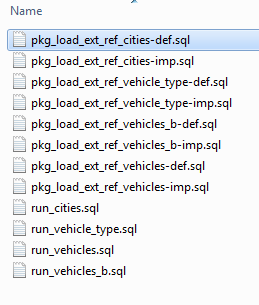 Name
pkg_load_ext_ref_cities-def.sql
pkg_load_ext_ref_cities-imp.sql
pkg_load_ext_ref_vehicle_type-def.sql
pkg_load_ext_ref_vehicle_type-imp.sql
pkg_load_ext_ref_vehicles_b-def.sql
pkg_load_ext_ref_vehicles_b-imp.sql
pkg_load_ext_ref_vehicles-def.sql
pkg_load_ext_ref_vehicles-imp.sql
run_cities.sql
run_vehicle_type.sql
run_vehicles.sql
run_vehicles_b.sql